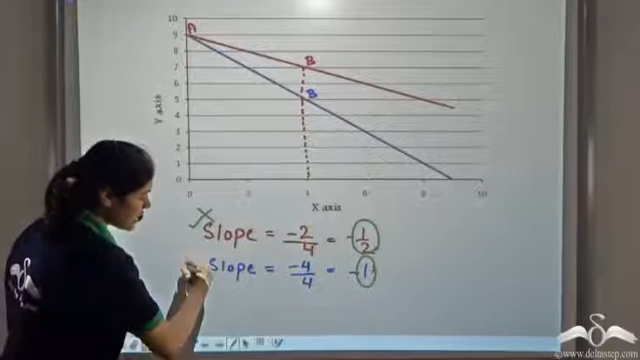 10
9
A
8
7
B
6
5
B
4
3
2
1
0
Y axis
0
2
4
6
8
10
X axis
Slope = -2/4 = -1/2
Slope = -4/4 = -1
©www.deltastep.com